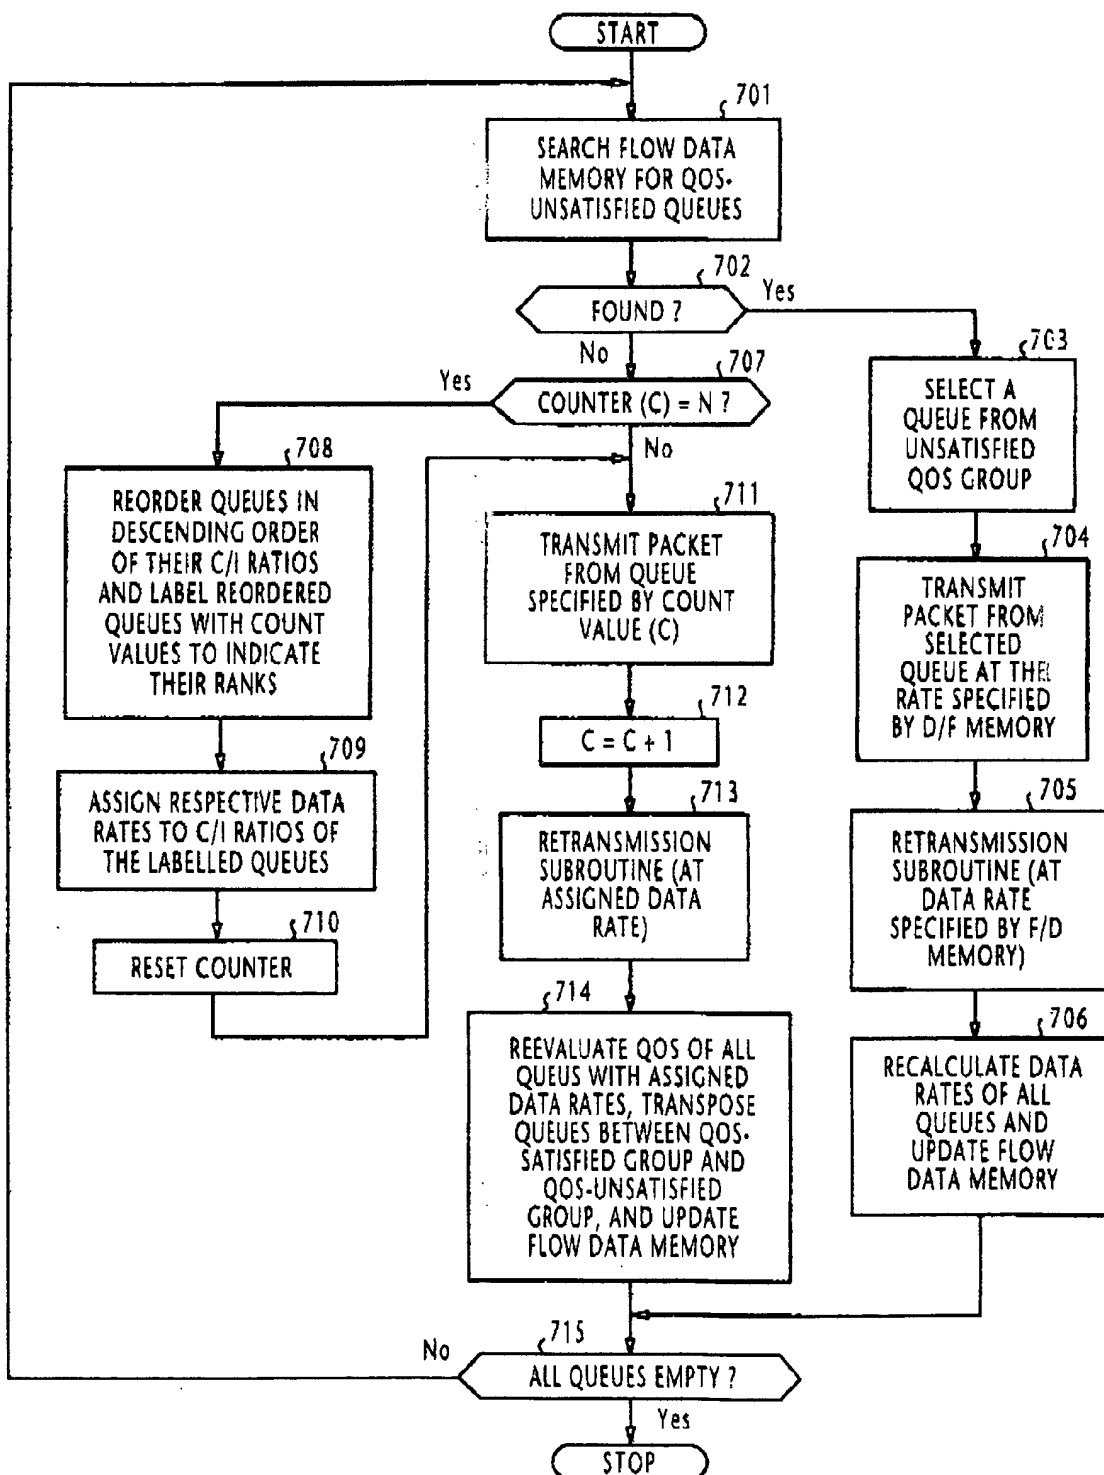 START
701
SEARCH FLOW DATA
MEMORY FOR QOS-
UNSATISFIED QUEUES
702
FOUND ?
Yes
No
703
SELECT A
QUEUE FROM
UNSATISFIED
QOS GROUP
707
COUNTER (C) = N ?
Yes
No
708
REORDER QUEUES IN
DESCENDING ORDER
OF THEIR C/I RATIOS
AND LABEL REORDERED
QUEUES WITH COUNT
VALUES TO INDICATE
THEIR RANKS
711
TRANSMIT PACKET
FROM QUEUE
SPECIFIED BY COUNT
VALUE (C)
704
TRANSMIT
PACKET FROM
SELECTED
QUEUE AT THE
RATE SPECIFIED
BY D/F MEMORY
712
C = C + 1
709
ASSIGN RESPECTIVE DATA
RATES TO C/I RATIOS OF
THE LABELLED QUEUES
713
RETRANSMISSION
SUBROUTINE (AT
ASSIGNED DATA
RATE)
705
RETRANSMISSION
SUBROUTINE (AT
DATA RATE
SPECIFIED BY F/D
MEMORY)
710
RESET COUNTER
714
REEVALUATE QOS OF ALL
QUEUS WITH ASSIGNED
DATA RATES, TRANSPOSE
QUEUES BETWEEN QOS-
SATISFIED GROUP AND
QOS-UNSATISFIED
GROUP, AND UPDATE
FLOW DATA MEMORY
706
RECALCULATE DATA
RATES OF ALL
QUEUES AND
UPDATE FLOW
DATA MEMORY
715
ALL QUEUES EMPTY ?
No
Yes
STOP